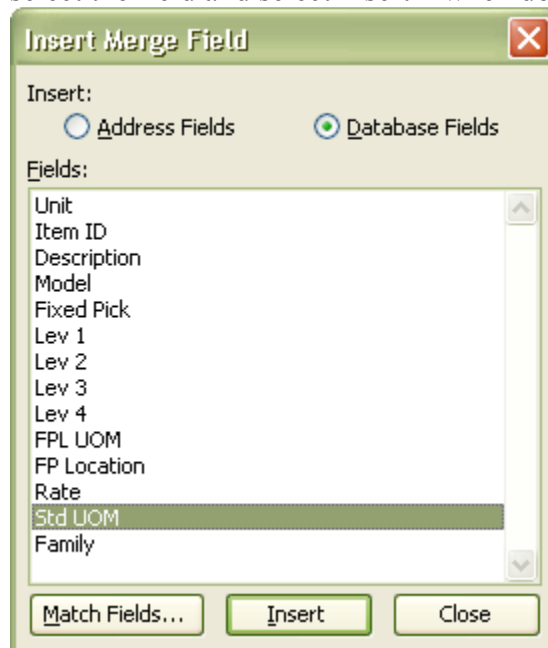 Insert Merge Field
Insert:
Address Fields Database Fields
Fields:
Unit
Item ID
Description
Model
Fixed Pick
Lev 1
Lev 2
Lev 3
Lev 4
FPL UOM
FP Location
Rate
Std UOM
Family
Match Fields... Insert Close